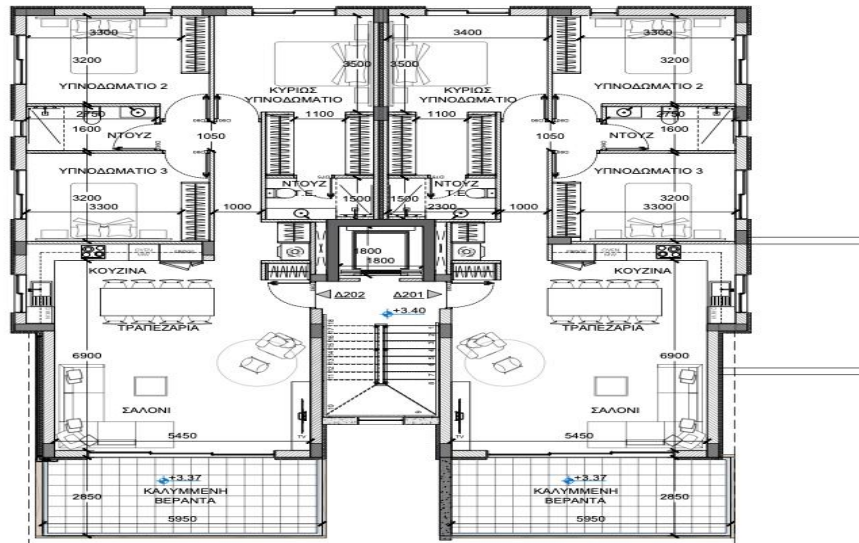 3300 3400 3300
3200 3500 3500 3200
ΥΠΝΟΔΩΜΑΤΙΟ 2 ΚΥΡΙΩΣ ΚΥΡΙΩΣ ΥΠΝΟΔΩΜΑΤΙΟ 2
ΥΠΝΟΔΩΜΑΤΙΟ ΥΠΝΟΔΩΜΑΤΙΟ
2750 1100 1100 2750
1600 ΝΤΟΥΖ 1050 1050 ΝΤΟΥΖ 1600
ΥΠΝΟΔΩΜΑΤΙΟ 3 ΝΤΟΥΖ ΝΤΟΥΖ ΥΠΝΟΔΩΜΑΤΙΟ 3
Τ.Ε. Τ.Ε.
3200 1500 1500 3200
3300 1000 2300 1000 3300
1800
1800
ΚΟΥΖΙΝΑ ΚΟΥΖΙΝΑ
Δ202 Δ201
+3.40
ΤΡΑΠΕΖΑΡΙΑ ΤΡΑΠΕΖΑΡΙΑ
6900 6900
ΣΑΛΟΝΙ ΣΑΛΟΝΙ
TV TV
5450 5450
+3.37 +3.37
2850 ΚΑΛΥΜΜΕΝΗ ΚΑΛΥΜΜΕΝΗ 2850
ΒΕΡΑΝΤΑ ΒΕΡΑΝΤΑ
5950 5950